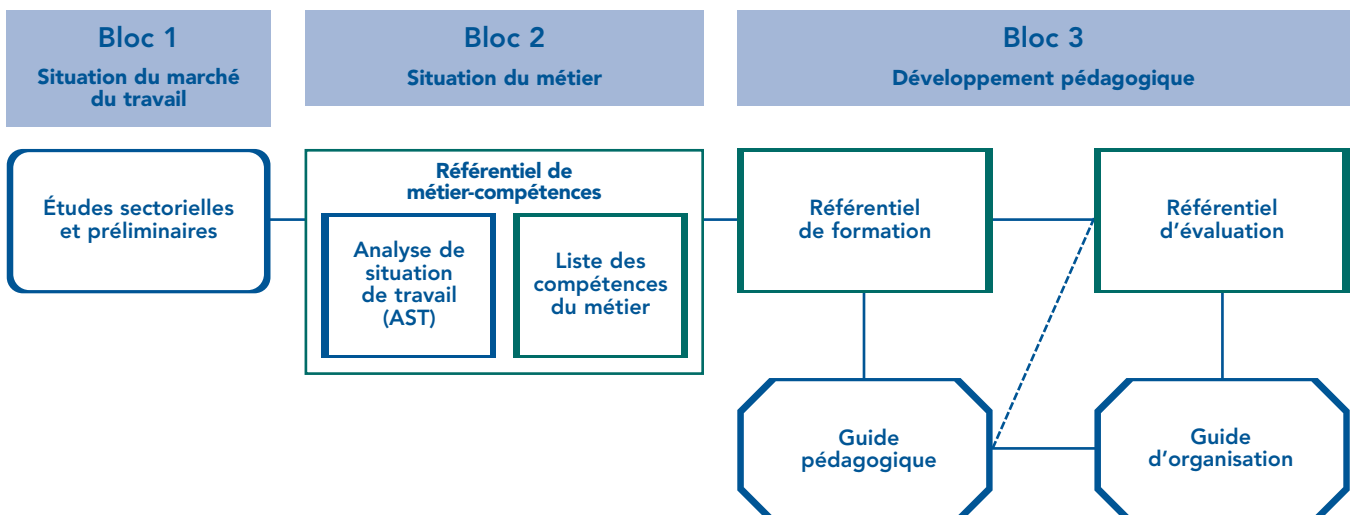 Bloc 1
Situation du marché
du travail
Bloc 2
Situation du métier
Bloc 3
Développement pédagogique
Études sectorielles
et préliminaires
Référentiel de
métier-compétences
Analyse de
situation
de travail
(AST)
Liste des
compétences
du métier
Référentiel
de formation
Référentiel
d'évaluation
Guide
pédagogique
Guide
d'organisation